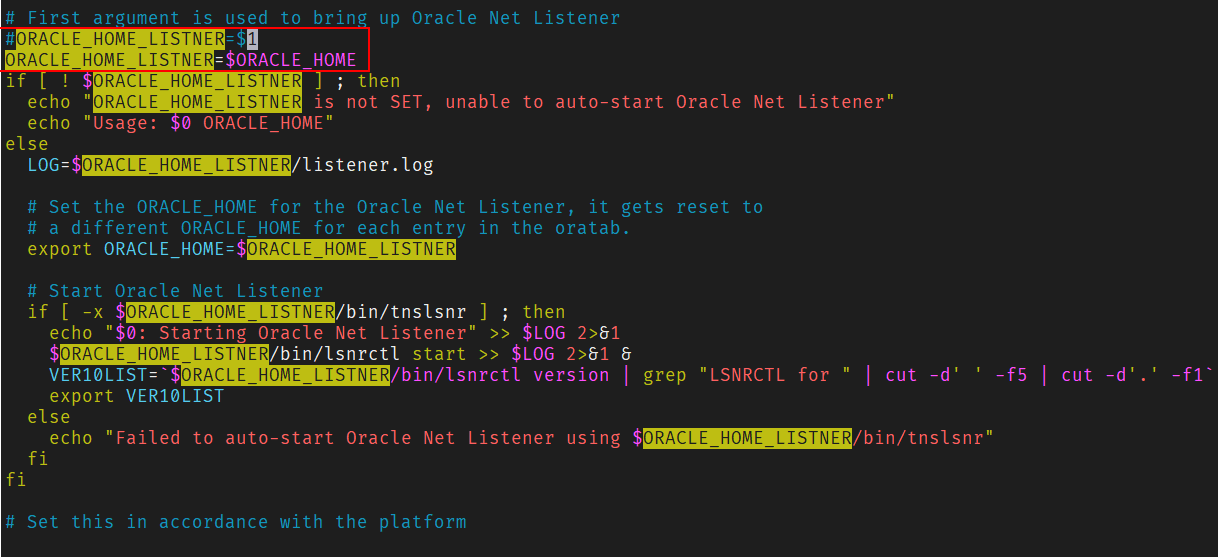 # First argument is used to bring up Oracle Net Listener
#ORACLE_HOME_LISTNER=$1
ORACLE_HOME_LISTNER=$ORACLE_HOME
if [ ! $ORACLE_HOME_LISTNER ] ; then
  echo "ORACLE_HOME_LISTNER is not SET, unable to auto-start Oracle Net Listener"
  echo "Usage: $0 ORACLE_HOME"
else
  LOG=$ORACLE_HOME_LISTNER/listener.log

  # Set the ORACLE_HOME for the Oracle Net Listener, it gets reset to
  # a different ORACLE_HOME for each entry in the oratab.
  export ORACLE_HOME=$ORACLE_HOME_LISTNER

  # Start Oracle Net Listener
  if [ -x $ORACLE_HOME_LISTNER/bin/tnslsnr ] ; then
    echo "$0: Starting Oracle Net Listener" >> $LOG 2>&1
    $ORACLE_HOME_LISTNER/bin/lsnrctl start >> $LOG 2>&1 &
    VER10LIST=`$ORACLE_HOME_LISTNER/bin/lsnrctl version | grep "LSNRCTL for " | cut -d' ' -f5 | cut -d'.' -f1`
    export VER10LIST
  else
    echo "Failed to auto-start Oracle Net Listener using $ORACLE_HOME_LISTNER/bin/tnslsnr"
  fi
fi

# Set this in accordance with the platform